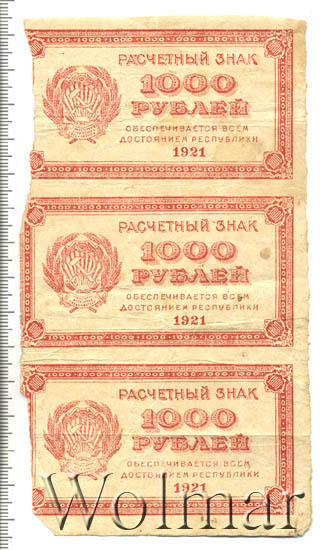 РАСЧЕТНЫЙ ЗНАК
1000
РУБЛЕЙ
ОБЕСПЕЧИВАЕТСЯ ВСЕМ
ДОСТОЯНИЕМ РЕСПУБЛИКИ
1921
РАСЧЕТНЫЙ ЗНАК
1000
РУБЛЕЙ
ОБЕСПЕЧИВАЕТСЯ ВСЕМ
ДОСТОЯНИЕМ РЕСПУБЛИКИ
1921
РАСЧЕТНЫЙ ЗНАК
1000
РУБЛЕЙ
ОБЕСПЕЧИВАЕТСЯ ВСЕМ
ДОСТОЯНИЕМ РЕСПУБЛИКИ
1921
Wolmar